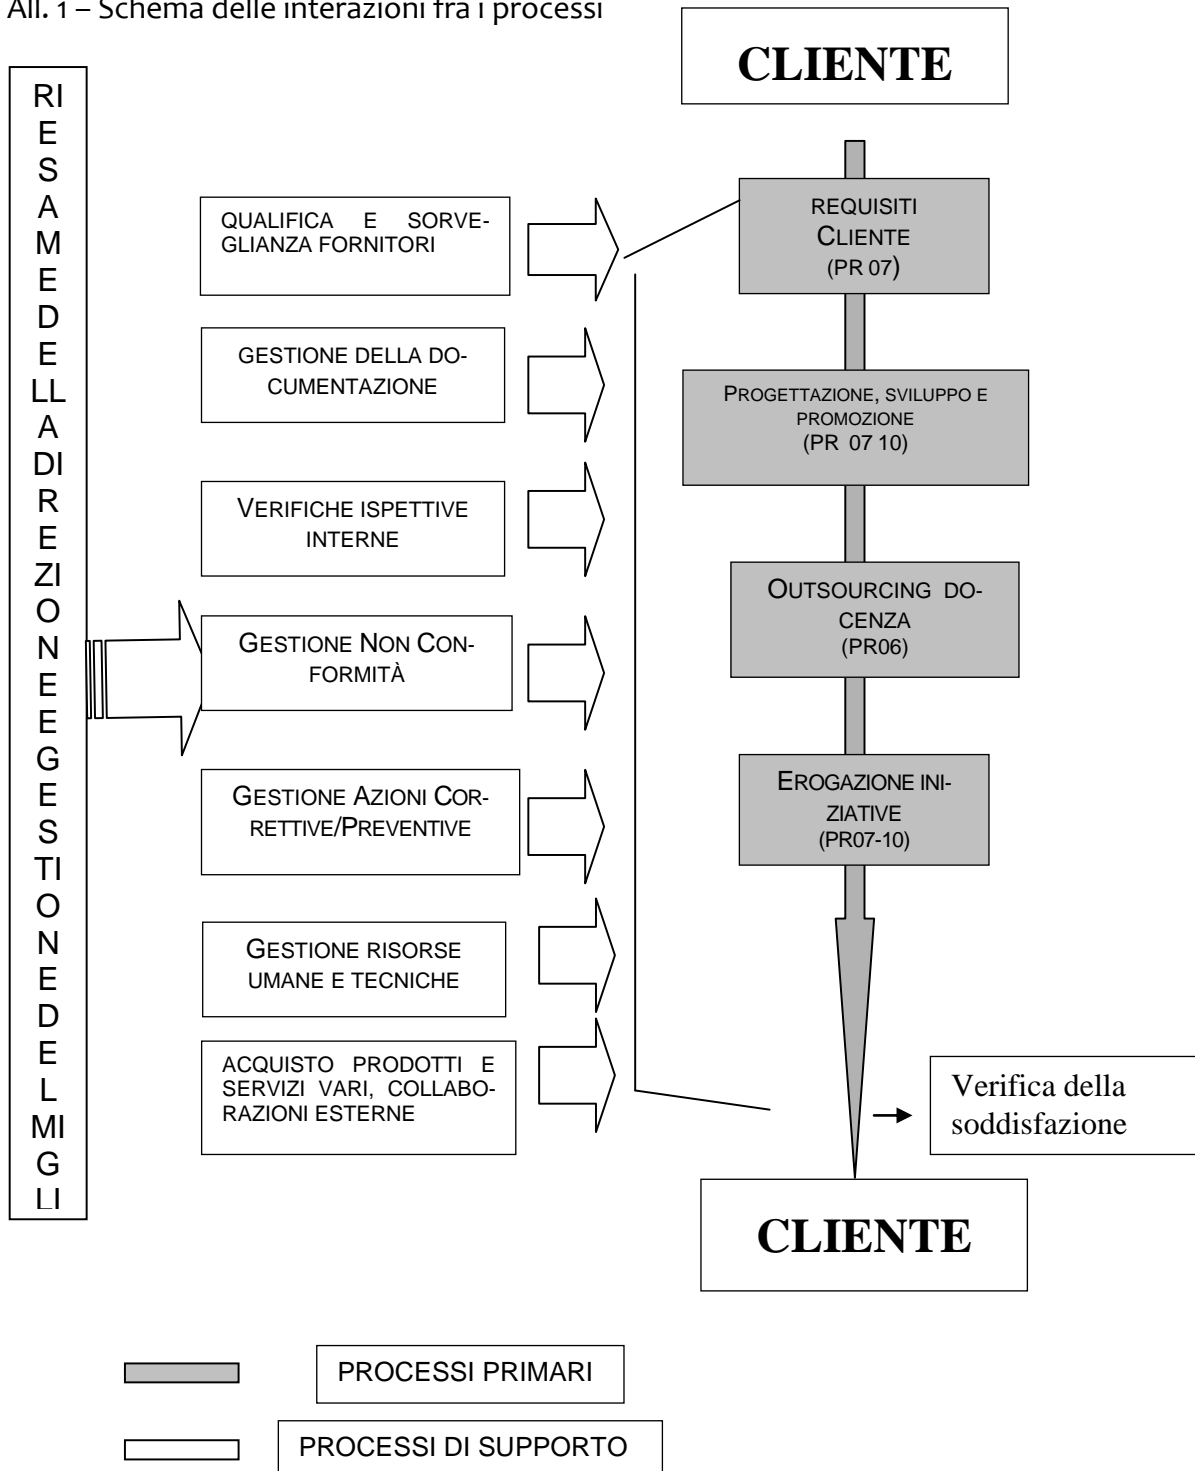 All. 1 – Schema delle interazioni fra i processi
CLIENTE
RI
E
S
A
M
E
D
E
LL
A
DI
R
E
ZI
O
N
E
E
G
E
S
TI
O
N
E
D
E
L
MI
G
LI
QUALIFICA E SORVE-
GLIANZA FORNITORI
GESTIONE DELLA DO-
CUMENTAZIONE
VERIFICHE ISPETTIVE
INTERNE
GESTIONE NON CON-
FORMITÀ
GESTIONE AZIONI COR-
RETTIVE/PREVENTIVE
GESTIONE RISORSE
UMANE E TECNICHE
ACQUISTO PRODOTTI E
SERVIZI VARI, COLLABO-
RAZIONI ESTERNE
REQUISITI
CLIENTE
(PR 07)
PROGETTAZIONE, SVILUPPO E
PROMOZIONE
(PR 07 10)
OUTSOURCING DO-
CENZA
(PR06)
EROGAZIONE INI-
ZIATIVE
(PR07-10)
Verifica della
soddisfazione
CLIENTE
PROCESSI PRIMARI
PROCESSI DI SUPPORTO